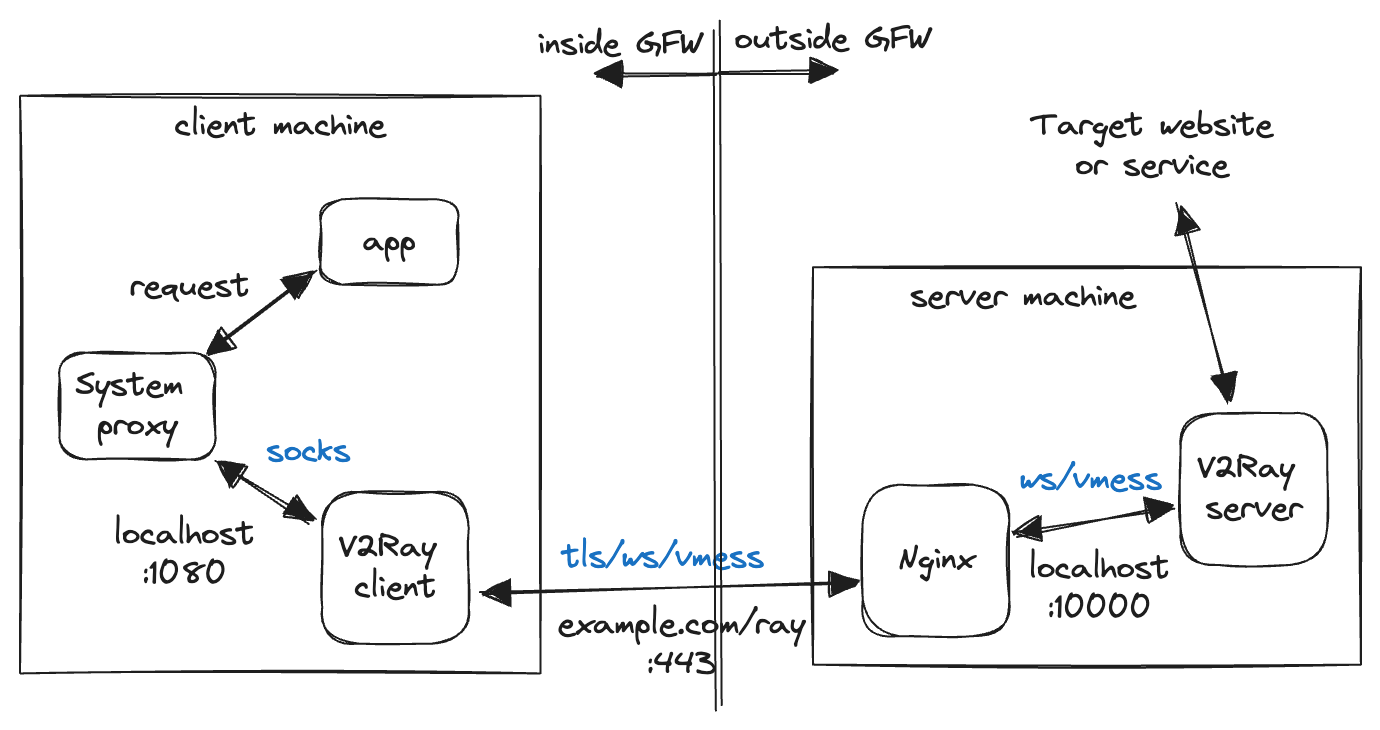 inside GFW
outside GFW
client machine
app
request
System
proxy
socks
localhost
:1080
V2Ray
client
tls/ws/vmess
example.com/ray
:443
Target website
or service
server machine
V2Ray
server
ws/vmess
Nginx
localhost
:10000